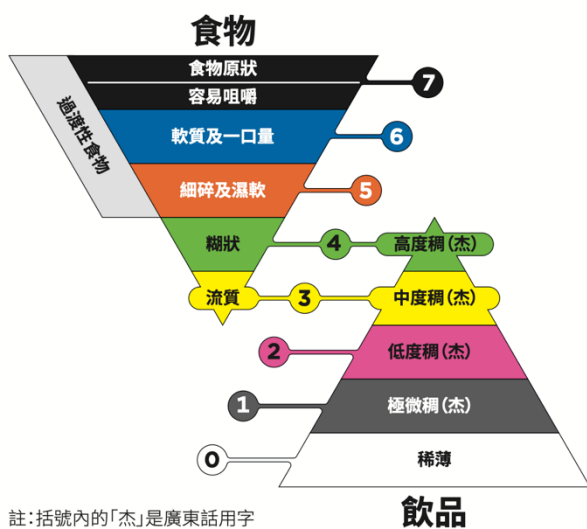 食物
食物原狀
容易咀嚼
7
過渡性食物
軟質及一口量
6
細碎及濕軟
5
糊狀
4
高度稠(杰)
流質
3
中度稠(杰)
2
低度稠(杰)
1
極微稠(杰)
0
稀薄
註:括號內的「杰」是廣東話用字
飲品